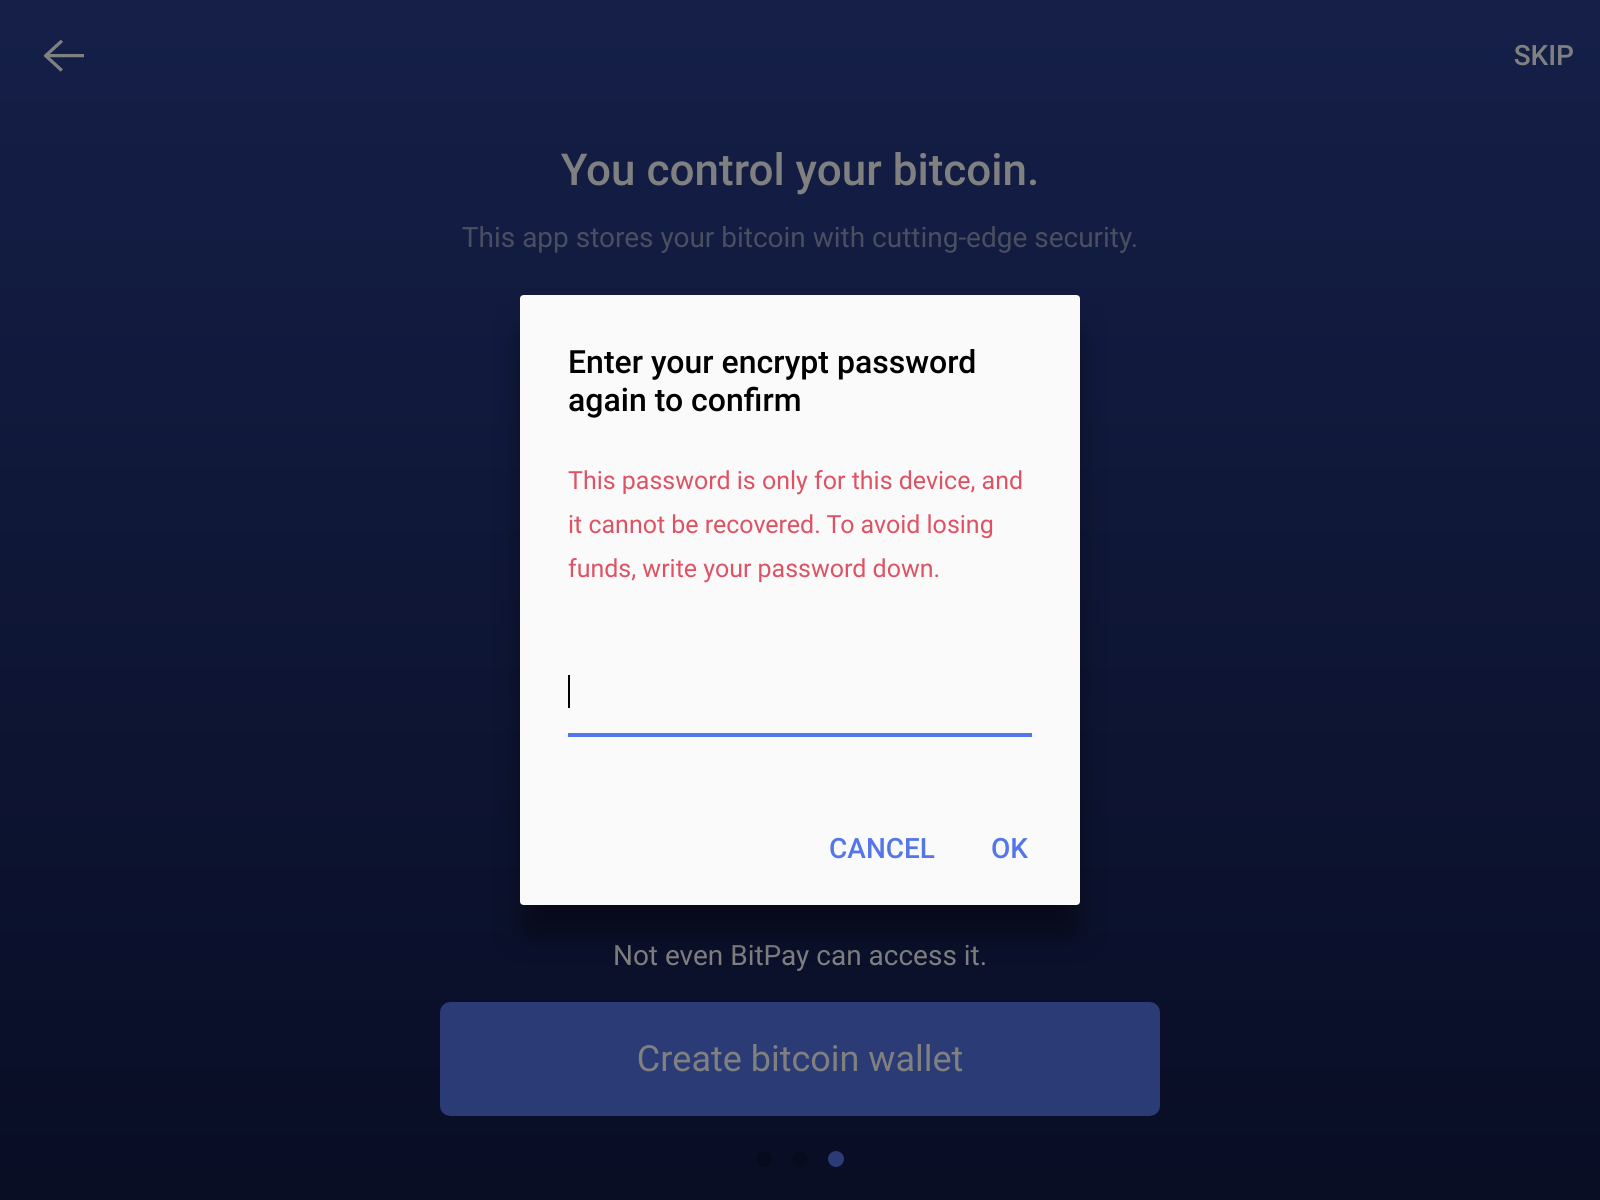 SKIP
You control your bitcoin.
This app stores your bitcoin with cutting-edge security.
Enter your encrypt password
again to confirm
This password is only for this device, and
it cannot be recovered. To avoid losing
funds, write your password down.
CANCEL OK
Not even BitPay can access it.
Create bitcoin wallet